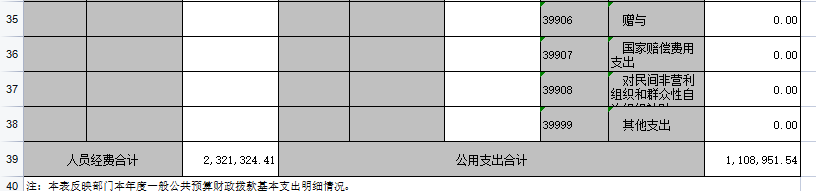 35 39906 赠与 0.00
36 39907 国家赔偿费用
支出 0.00
37 39908 对民间非营利
组织和群众性自 0.00
38 39999 其他支出 0.00
39 人员经费合计 2,321,324.41 公用支出合计 1,108,951.54
40 注：本表反映部门本年度一般公共预算财政拨款基本支出明细情况。